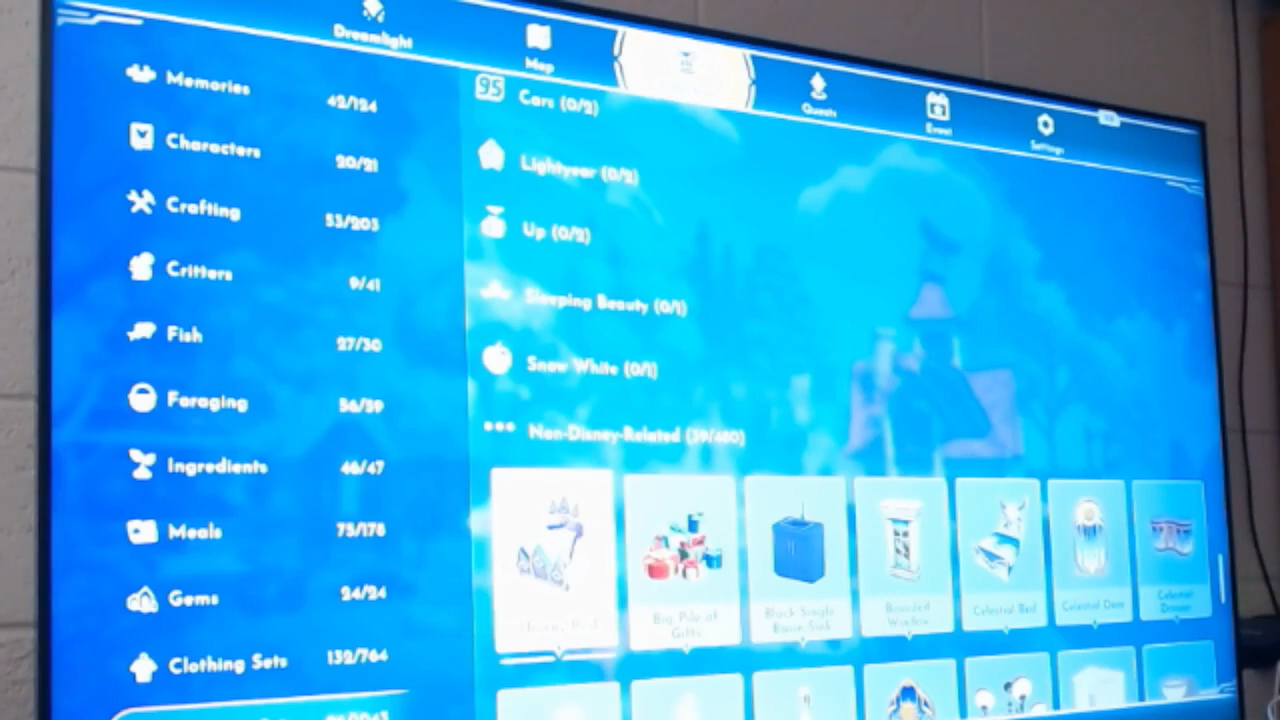 Dreamlight
Map
Quests
Event
Settings
Memories 42/124
Characters 20/21
Crafting 53/205
Critters 9/41
Fish 27/30
Foraging 56/59
Ingredients 46/47
Meals 75/178
Gems 24/24
Clothing Sets 132/764
95 Cars (0/2)
Lightyear (0/2)
Up (0/2)
Sleeping Beauty (0/1)
Snow White (0/1)
Non-Disney-Related (39/480)
Big Pile of
Gifts
Black Single
Basin Sink
Boarded
Window
Celestial Bed
Celestial Door
Celestial
Dresser